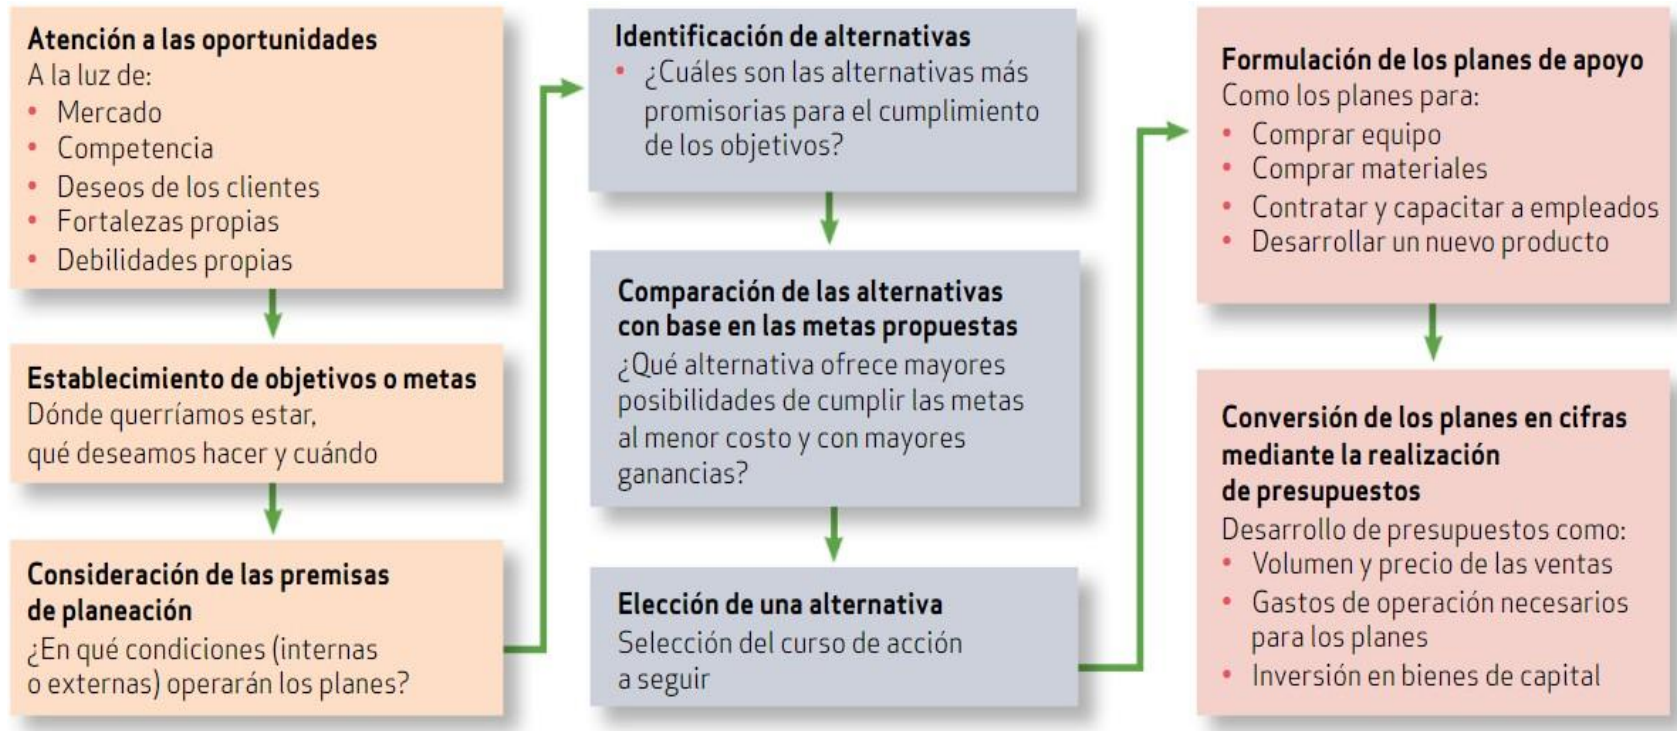 Atención a las oportunidades
A la luz de:
• Mercado
• Competencia
• Deseos de los clientes
• Fortalezas propias
• Debilidades propias
Establecimiento de objetivos o metas
Dónde querríamos estar,
qué deseamos hacer y cuándo
Consideración de las premisas
de planeación
¿En qué condiciones (internas
o externas) operarán los planes?
Identificación de alternativas
• ¿Cuáles son las alternativas más
promisorias para el cumplimiento
de los objetivos?
Comparación de las alternativas
con base en las metas propuestas
¿Qué alternativa ofrece mayores
posibilidades de cumplir las metas
al menor costo y con mayores
ganancias?
Elección de una alternativa
Selección del curso de acción
a seguir
Formulación de los planes de apoyo
Como los planes para:
• Comprar equipo
• Comprar materiales
• Contratar y capacitar a empleados
• Desarrollar un nuevo producto
Conversión de los planes en cifras
mediante la realización
de presupuestos
Desarrollo de presupuestos como:
• Volumen y precio de las ventas
• Gastos de operación necesarios
para los planes
• Inversión en bienes de capital